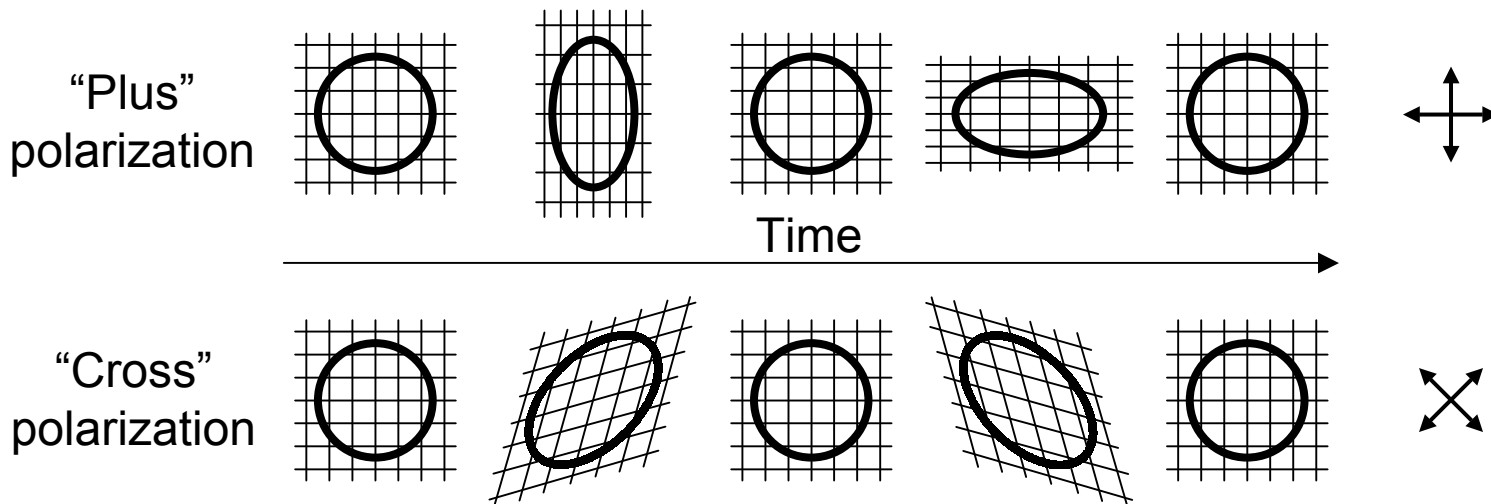 “Plus”
polarization
Time
“Cross”
polarization